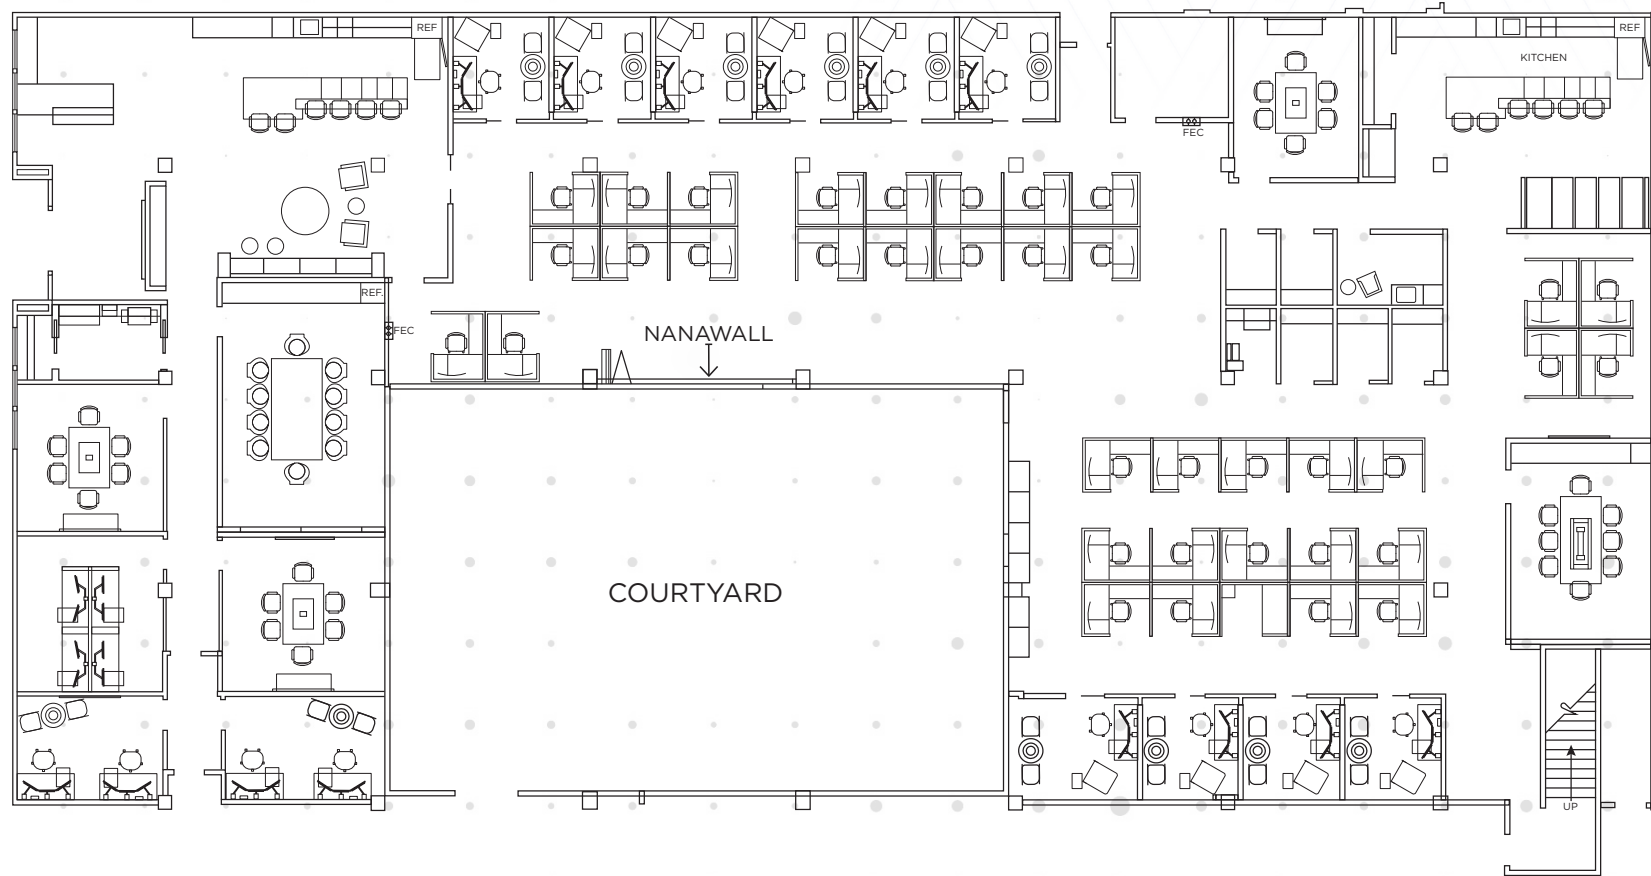 REF
REF
KITCHEN
FEC
REF.
FEC
NANAWALL
COURTYARD
UP